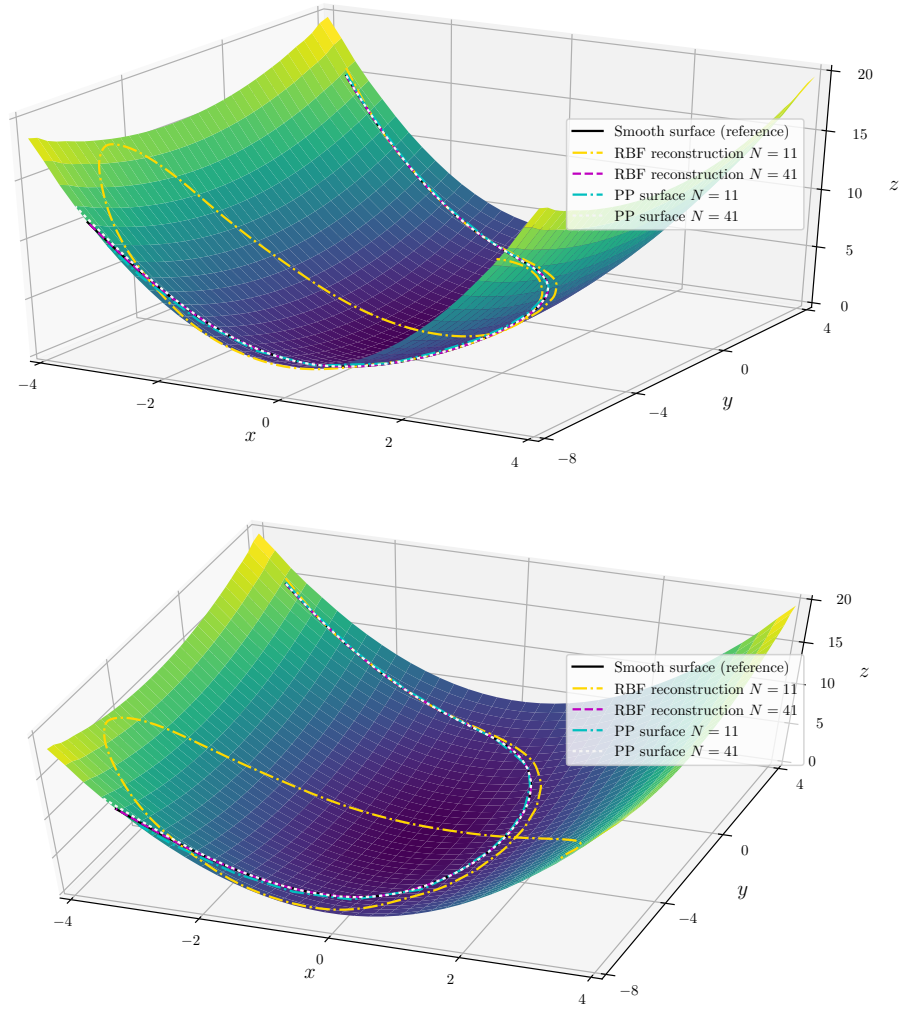 20
15
10
5
0
z
Smooth surface (reference)
RBF reconstruction N = 11
RBF reconstruction N = 41
PP surface N = 11
PP surface N = 41
−4
−2
0
2
4
x
−8
−4
0
4
y
20
15
10
5
0
z
Smooth surface (reference)
RBF reconstruction N = 11
RBF reconstruction N = 41
PP surface N = 11
PP surface N = 41
−4
−2
0
2
4
x
−8
−4
0
4
y